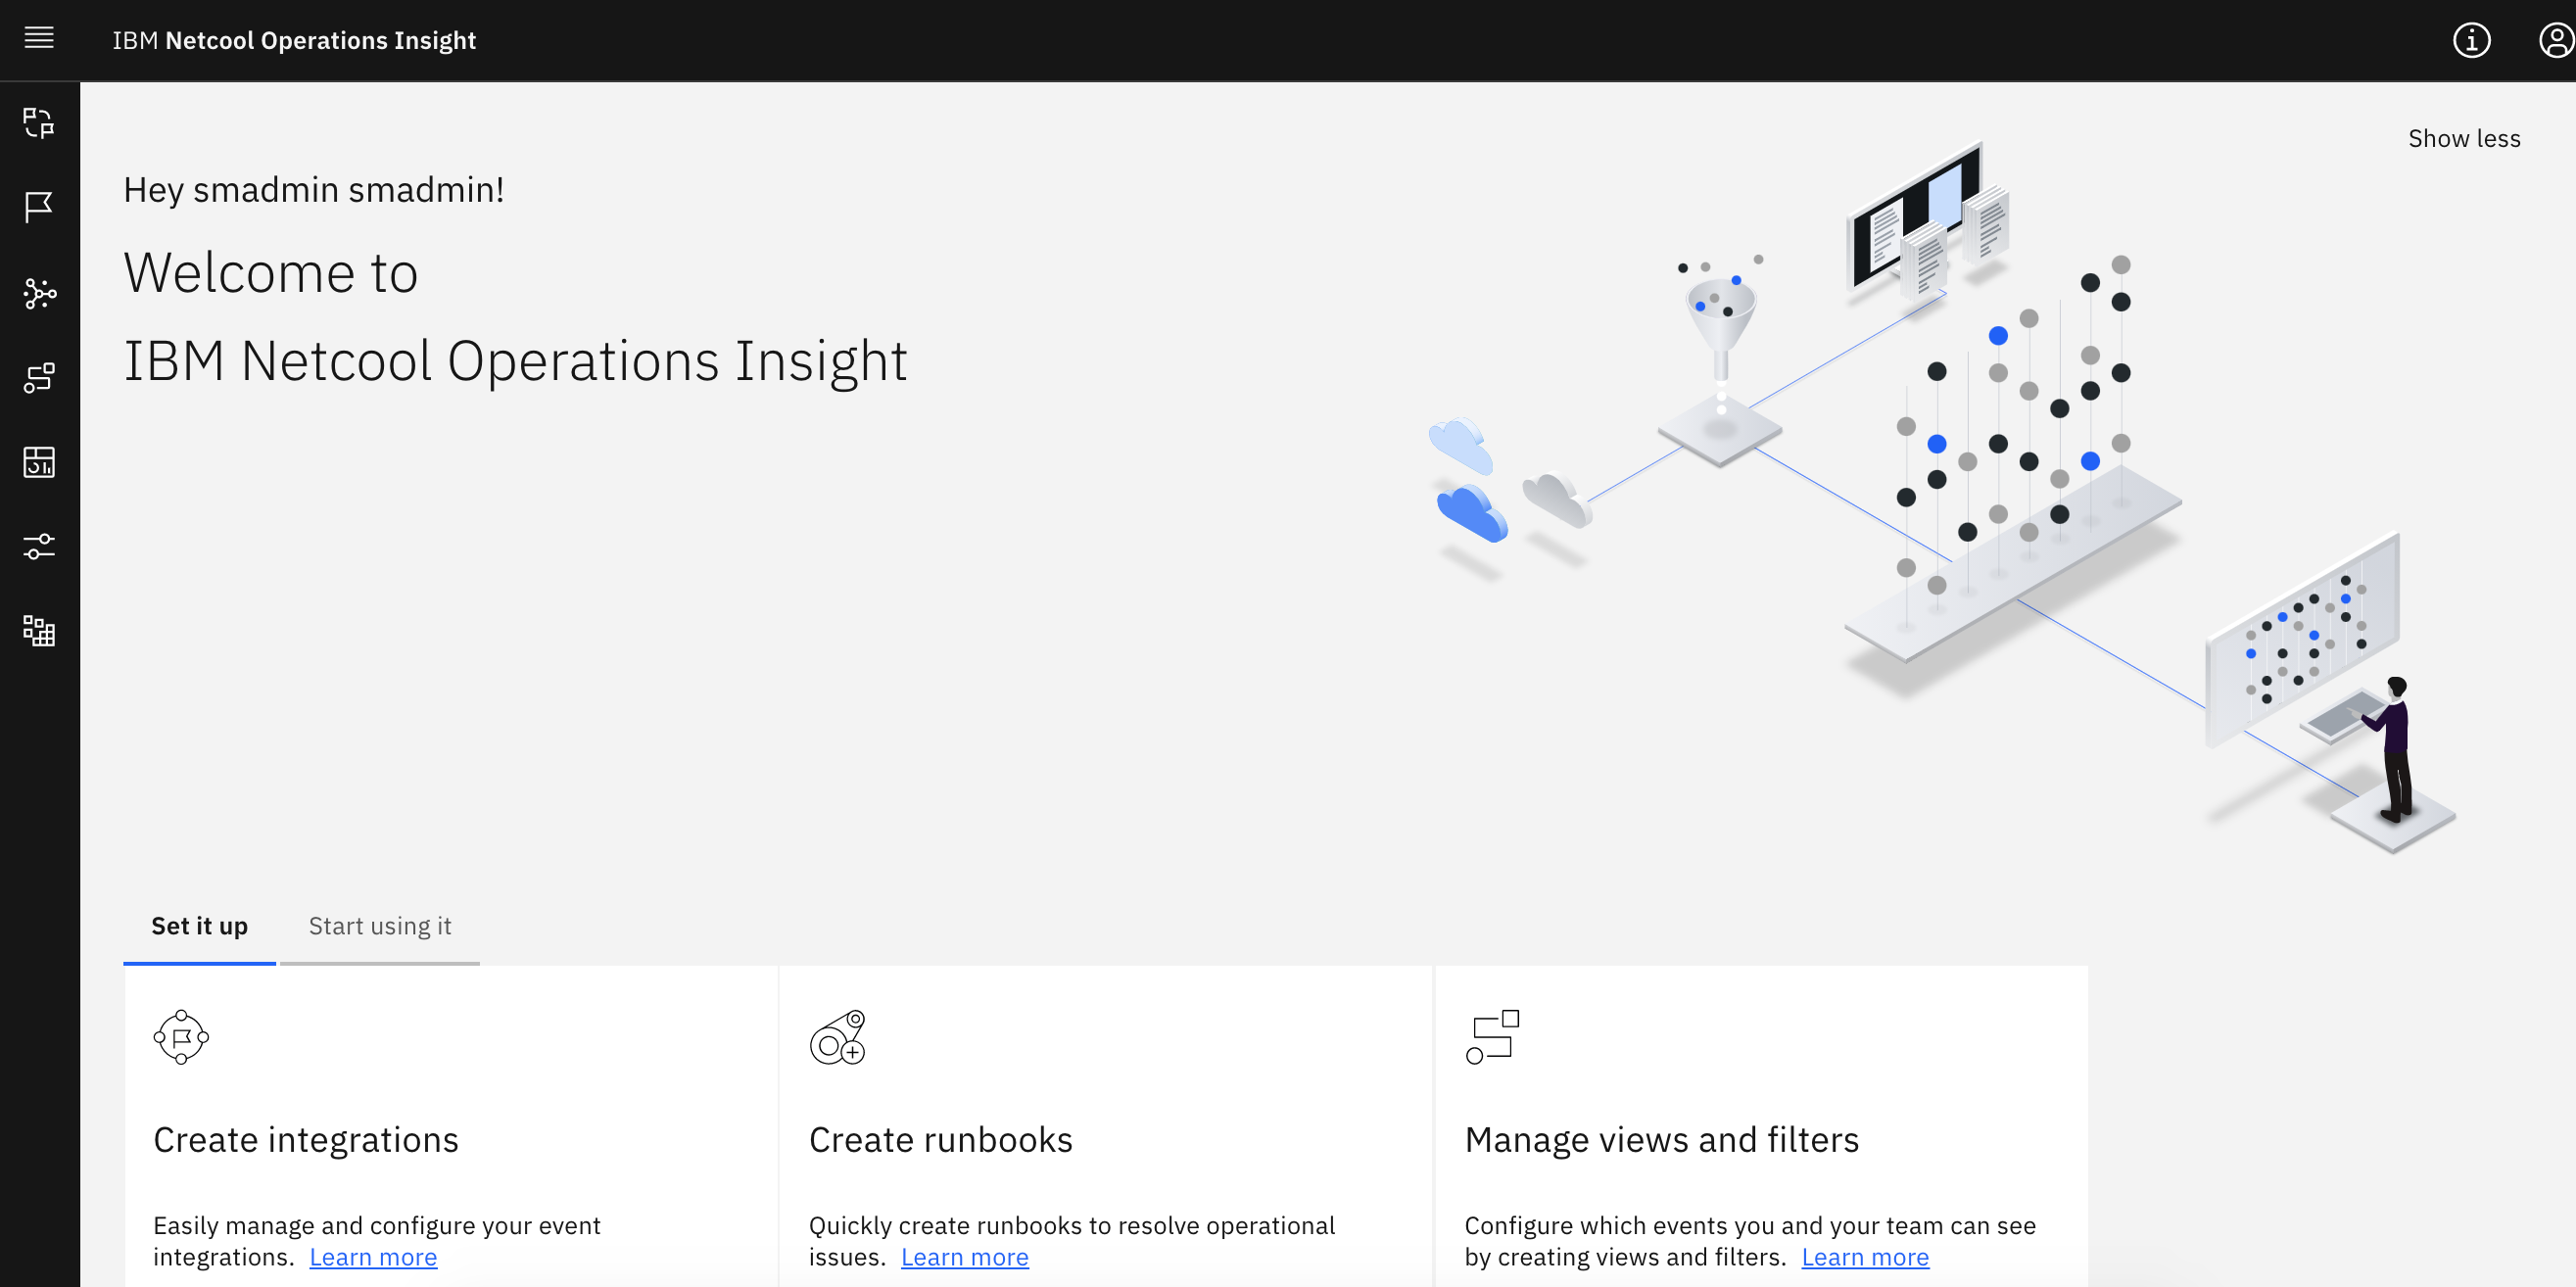 IBM Netcool Operations Insight
Show less
Hey smadmin smadmin!
Welcome to
IBM Netcool Operations Insight
Set it up
Start using it
Create integrations
Easily manage and configure your event
integrations. Learn more
Create runbooks
Quickly create runbooks to resolve operational
issues. Learn more
Manage views and filters
Configure which events you and your team can see
by creating views and filters. Learn more